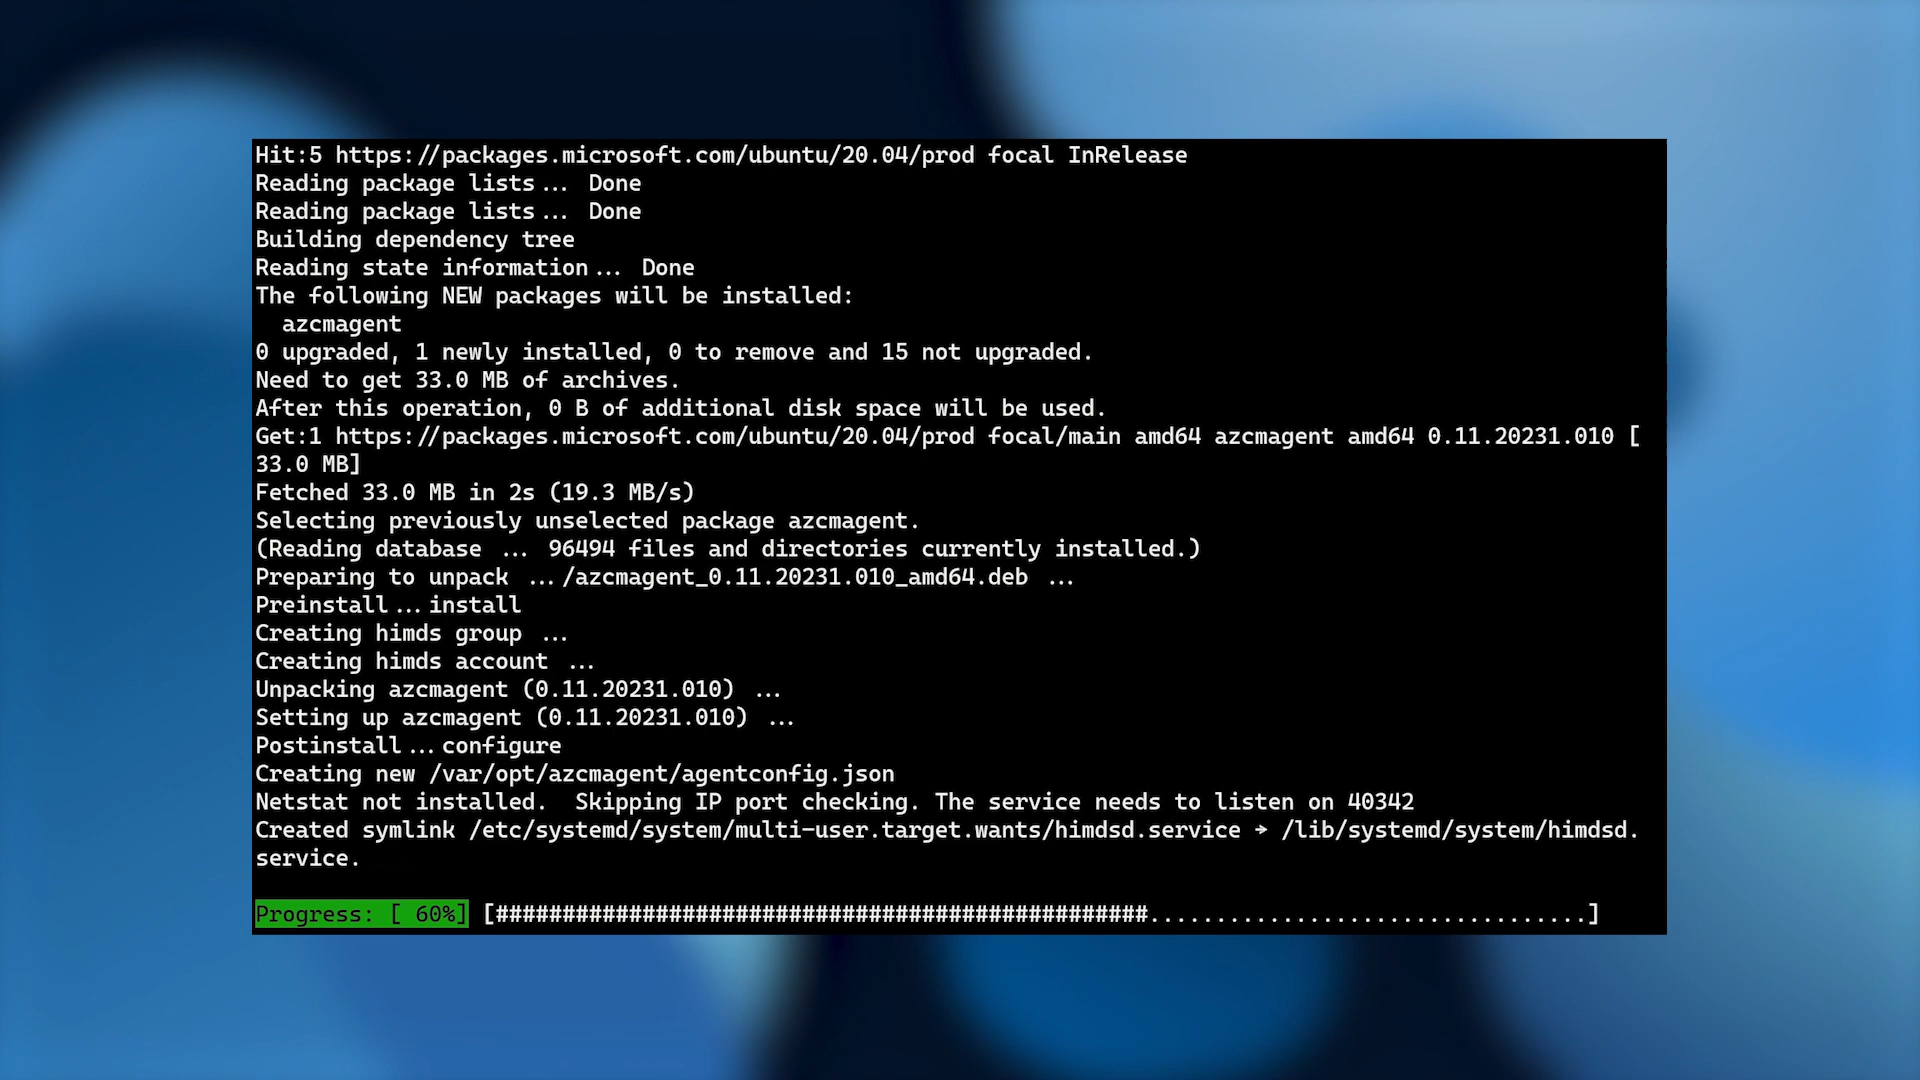 Hit:5 https://packages.microsoft.com/ubuntu/20.04/prod focal InRelease
Reading package lists... Done
Reading package lists... Done
Building dependency tree
Reading state information... Done
The following NEW packages will be installed:
  azcmagent
0 upgraded, 1 newly installed, 0 to remove and 15 not upgraded.
Need to get 33.0 MB of archives.
After this operation, 0 B of additional disk space will be used.
Get:1 https://packages.microsoft.com/ubuntu/20.04/prod focal/main amd64 azcmagent amd64 0.11.20231.010 [
33.0 MB]
Fetched 33.0 MB in 2s (19.3 MB/s)
Selecting previously unselected package azcmagent.
(Reading database ... 96494 files and directories currently installed.)
Preparing to unpack .../azcmagent_0.11.20231.010_amd64.deb ...
Preinstall...install
Creating himds group ...
Creating himds account ...
Unpacking azcmagent (0.11.20231.010) ...
Setting up azcmagent (0.11.20231.010) ...
Postinstall...configure
Creating new /var/opt/azcmagent/agentconfig.json
Netstat not installed.  Skipping IP port checking. The service needs to listen on 40342
Created symlink /etc/systemd/system/multi-user.target.wants/himdsd.service → /lib/systemd/system/himdsd.
service.
Progress: [ 60%] [#################################################.................................]